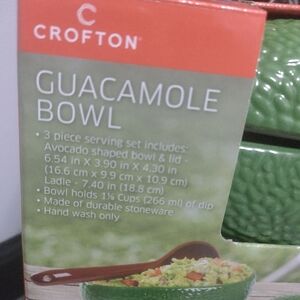 C
CROFTON
GUACAMOLE
BOWL
• 3 piece serving set includes:
Avocado shaped bowl & lid -
6.54 in X 3.90 in X 4.30 in
(16.6 cm x 9.9 cm x 10.9 cm)
Ladle - 7.40 in (18.8 cm)
• Bowl holds 1⅛ Cups (266 ml) of dip
• Made of durable stoneware
• Hand wash only